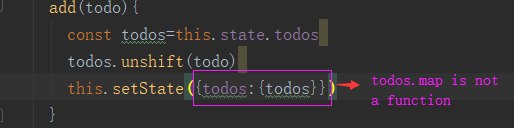 add(todo){
const todos=this.state.todos
todos.unshift(todo)
this.setState({todos:{todos}}) todos.map is not
a function
}